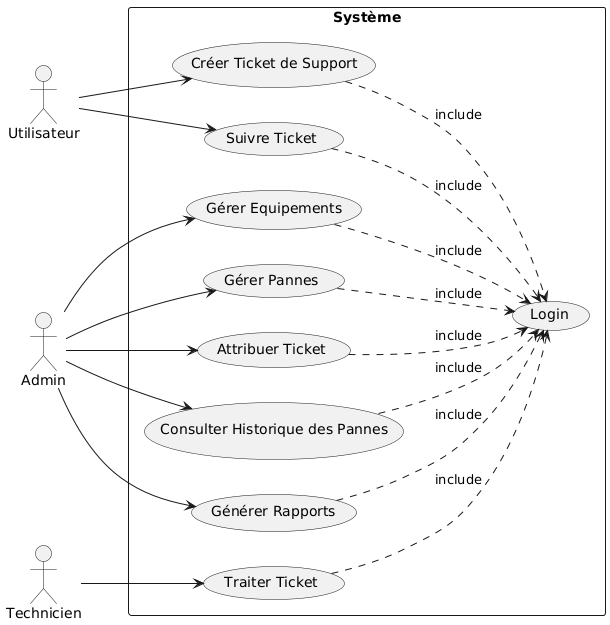 Système
Créer Ticket de Support
include
Utilisateur
Suivre Ticket
include
Gérer Equipements
include
Gérer Pannes
include
Login
Attribuer Ticket
include
Admin
include
Consulter Historique des Pannes
include
Générer Rapports
include
Traiter Ticket
Technicien